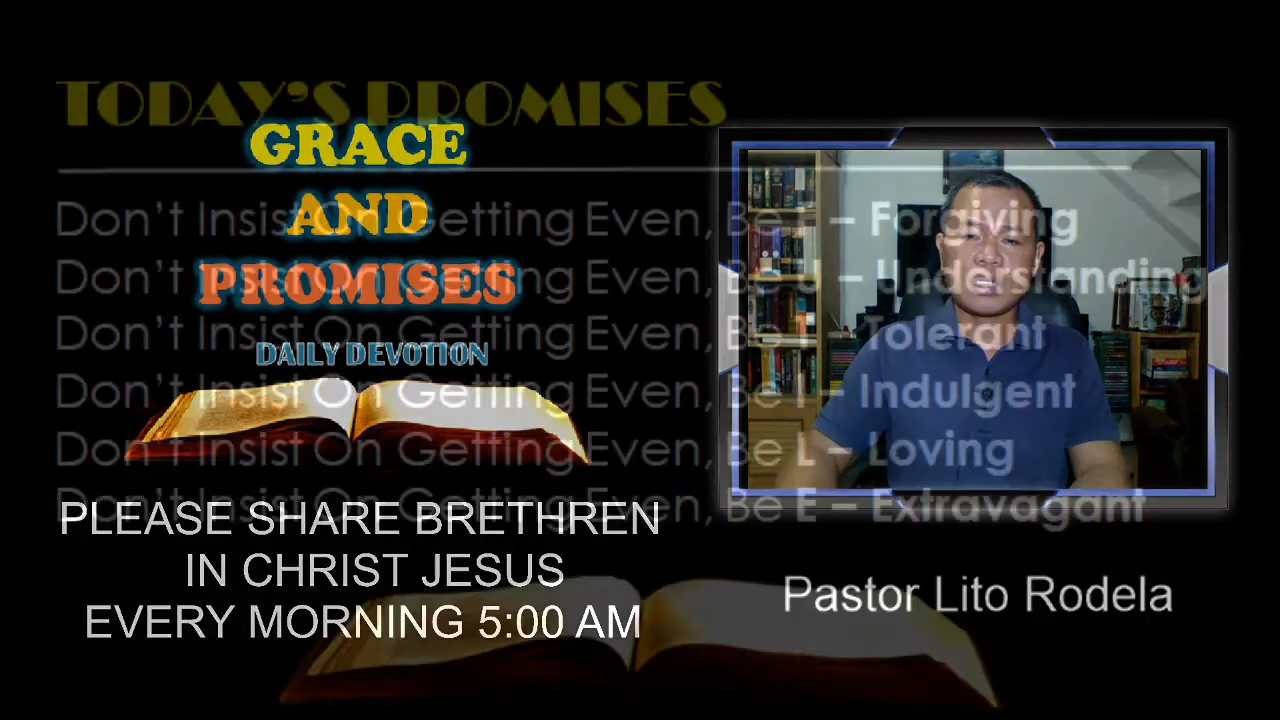 TODAY'S PROMISES
GRACE
AND
PROMISES
DAILY DEVOTION
Don't Insist On Getting Even, Be F – Forgiving
Don't Insist On Getting Even, Be U – Understanding
Don't Insist On Getting Even, Be T – Tolerant
Don't Insist On Getting Even, Be I – Indulgent
Don't Insist On Getting Even, Be L – Loving
Don't Insist On Getting Even, Be E – Extravagant
PLEASE SHARE BRETHREN
IN CHRIST JESUS
EVERY MORNING 5:00 AM
Pastor Lito Rodela